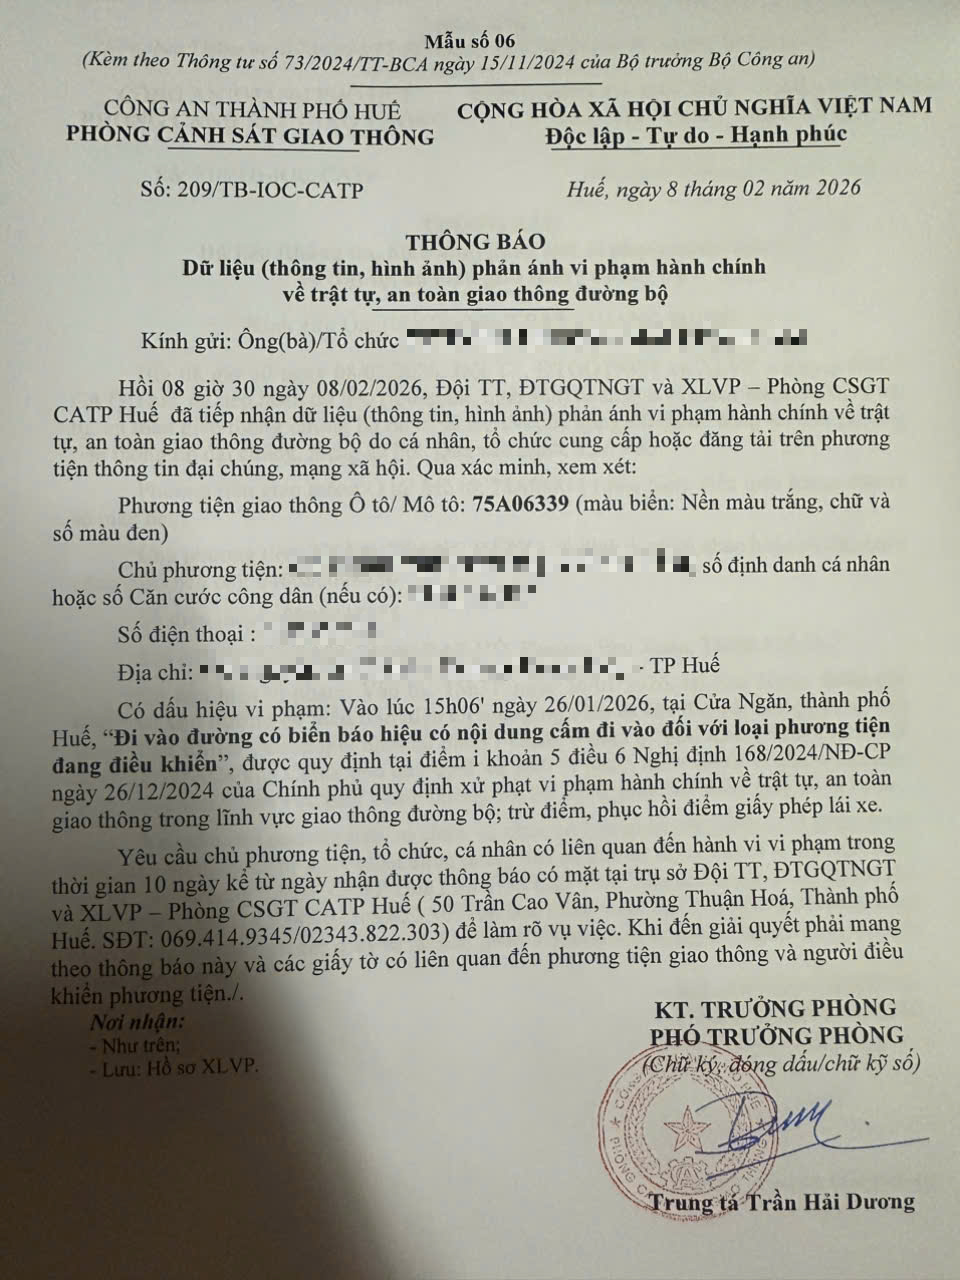 Mẫu số 06
(Kèm theo Thông tư số 73/2024/TT-BCA ngày 15/11/2024 của Bộ trưởng Bộ Công an)
CÔNG AN THÀNH PHỐ HUẾ
PHÒNG CẢNH SÁT GIAO THÔNG
CỘNG HÒA XÃ HỘI CHỦ NGHĨA VIỆT NAM
Độc lập - Tự do - Hạnh phúc
Số: 209/TB-IOC-CATP
Huế, ngày 8 tháng 02 năm 2026
THÔNG BÁO
Dữ liệu (thông tin, hình ảnh) phản ánh vi phạm hành chính
về trật tự, an toàn giao thông đường bộ
Kính gửi: Ông(bà)/Tổ chức
Hồi 08 giờ 30 ngày 08/02/2026, Đội TT, ĐTGQTNGT và XLVP – Phòng CSGT
CATP Huế đã tiếp nhận dữ liệu (thông tin, hình ảnh) phản ánh vi phạm hành chính về trật
tự, an toàn giao thông đường bộ do cá nhân, tổ chức cung cấp hoặc đăng tải trên phương
tiện thông tin đại chúng, mạng xã hội. Qua xác minh, xem xét:
Phương tiện giao thông Ô tô/ Mô tô: 75A06339 (màu biển: Nền màu trắng, chữ và
số màu đen)
Chủ phương tiện: số định danh cá nhân
hoặc số Căn cước công dân (nếu có):
Số điện thoại :
Địa chỉ: - TP Huế
Có dấu hiệu vi phạm: Vào lúc 15h06' ngày 26/01/2026, tại Cửa Ngăn, thành phố
Huế, “Đi vào đường có biển báo hiệu có nội dung cấm đi vào đối với loại phương tiện
đang điều khiển”, được quy định tại điểm i khoản 5 điều 6 Nghị định 168/2024/NĐ-CP
ngày 26/12/2024 của Chính phủ quy định xử phạt vi phạm hành chính về trật tự, an toàn
giao thông trong lĩnh vực giao thông đường bộ; trừ điểm, phục hồi điểm giấy phép lái xe.
Yêu cầu chủ phương tiện, tổ chức, cá nhân có liên quan đến hành vi vi phạm trong
thời gian 10 ngày kể từ ngày nhận được thông báo có mặt tại trụ sở Đội TT, ĐTGQTNGT
và XLVP – Phòng CSGT CATP Huế ( 50 Trần Cao Vân, Phường Thuận Hoá, Thành phố
Huế. SĐT: 069.414.9345/02343.822.303) để làm rõ vụ việc. Khi đến giải quyết phải mang
theo thông báo này và các giấy tờ có liên quan đến phương tiện giao thông và người điều
khiển phương tiện./.
Nơi nhận:
- Như trên;
- Lưu: Hồ sơ XLVP.
KT. TRƯỞNG PHÒNG
PHÓ TRƯỞNG PHÒNG
(Chữ ký, đóng dấu/chữ ký số)
Trung tá Trần Hải Dương